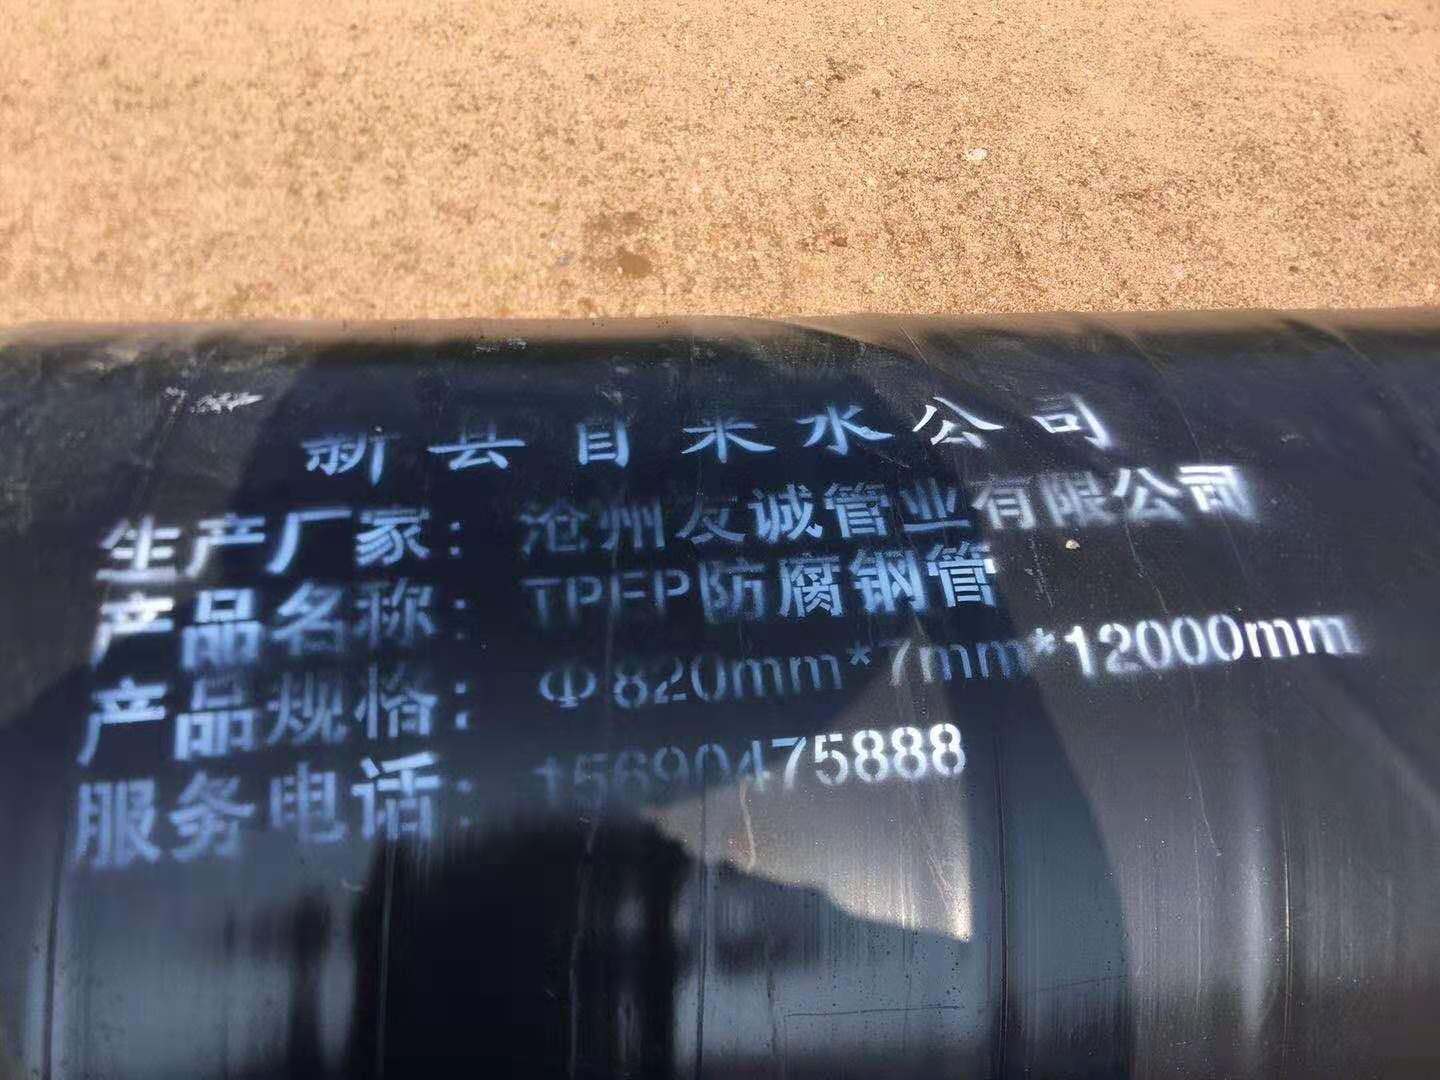 新县自来水公司
生产厂家：沧州友诚管业有限公司
产品名称：TPEP防腐钢管
产品规格：Φ820mm*7mm*12000mm
服务电话：15690475888